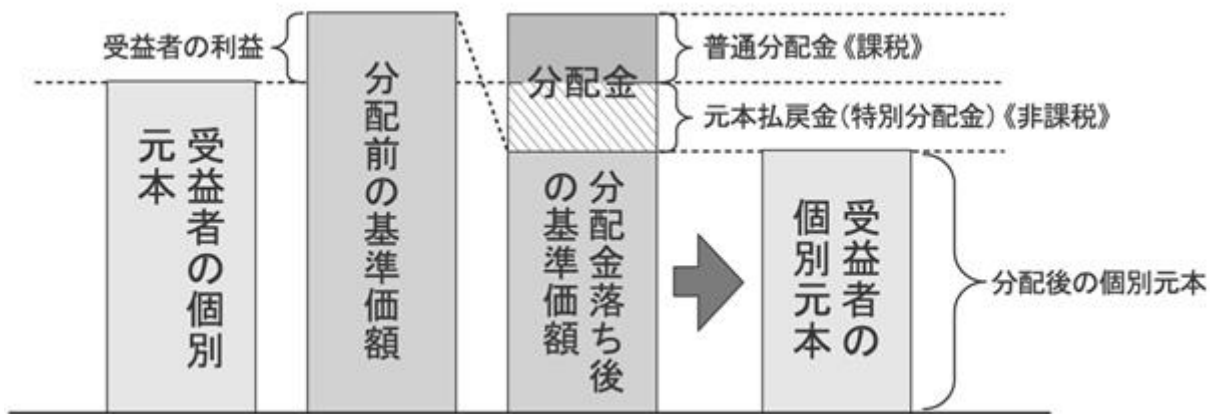 受益者の利益
受益者の個別
元本
分配前の基準価額
分配金
分配金落ち後
の基準価額
普通分配金《課税》
元本払戻金(特別分配金)《非課税》
受益者の
個別元本
分配後の個別元本